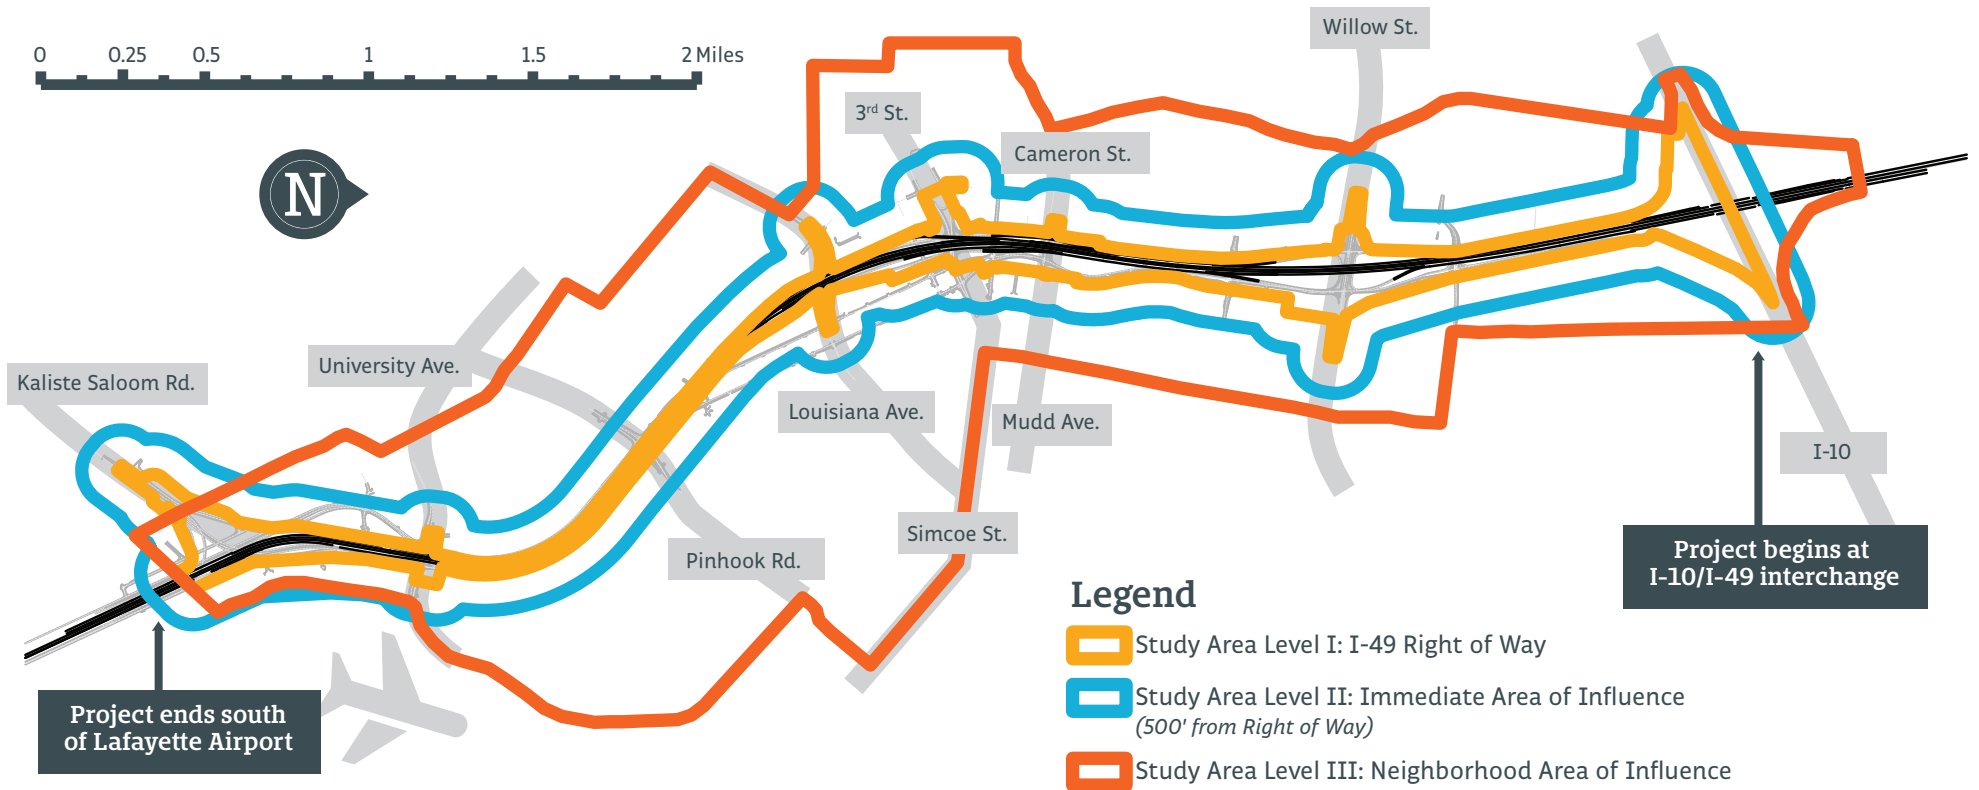 0 0.25 0.5 1 1.5 2 Miles
N
Willow St.
3rd St.
Cameron St.
University Ave.
Kaliste Saloom Rd.
Louisiana Ave.
Mudd Ave.
I-10
Simcoe St.
Pinhook Rd.
Project begins at
I-10/I-49 interchange
Project ends south
of Lafayette Airport
Legend
Study Area Level I: I-49 Right of Way
Study Area Level II: Immediate Area of Influence
(500' from Right of Way)
Study Area Level III: Neighborhood Area of Influence